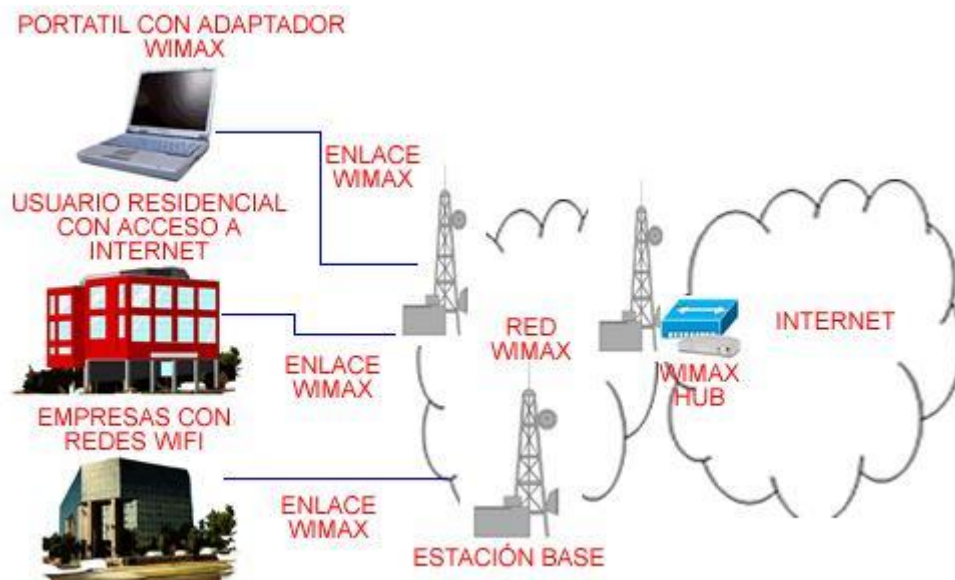 PORTATIL CON ADAPTADOR
WIMAX
ENLACE
WIMAX
USUARIO RESIDENCIAL
CON ACCESO A
INTERNET
RED
WIMAX
INTERNET
ENLACE
WIMAX
WIMAX
HUB
EMPRESAS CON
REDES WIFI
ENLACE
WIMAX
ESTACIÓN BASE